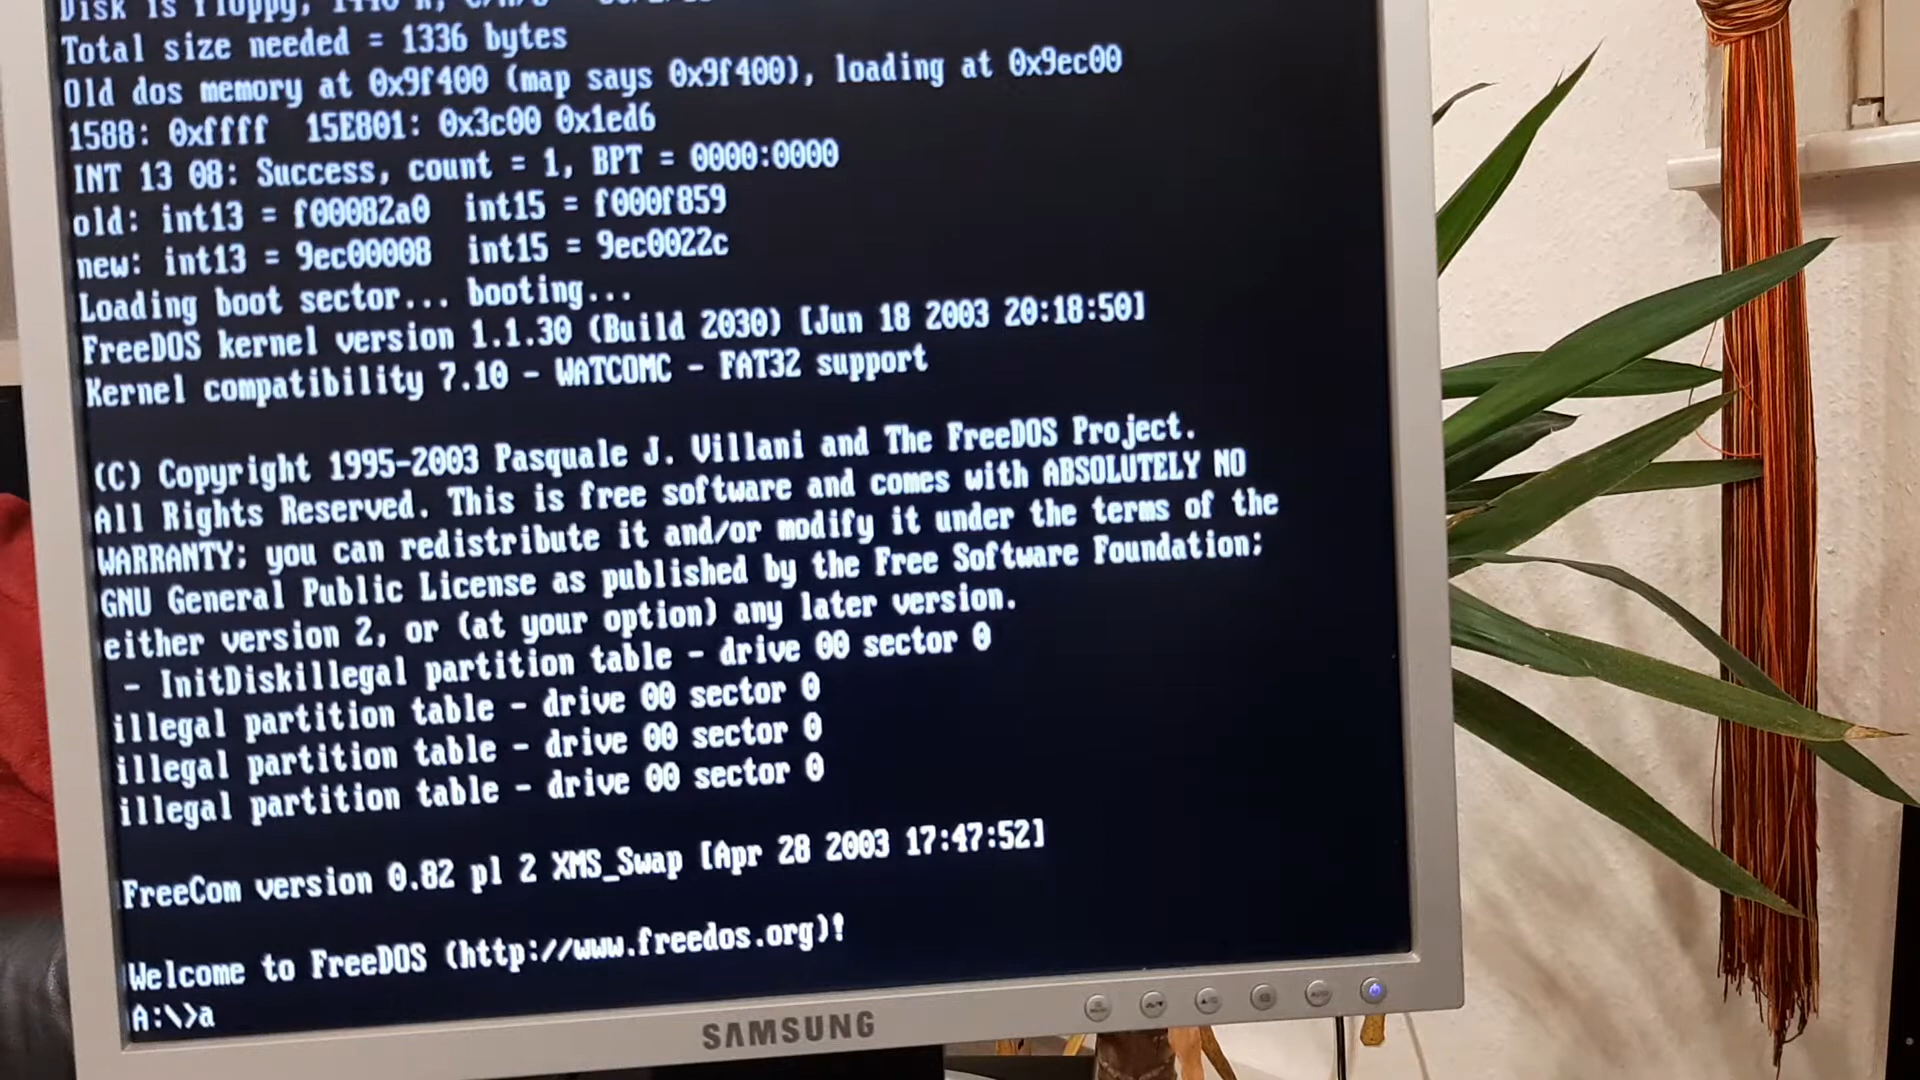 Disk is floppy,
Total size needed = 1336 bytes
Old dos memory at 0x9f400 (map says 0x9f400), loading at 0x9ec00
1588: 0xffff 15E801: 0x3c00 0x1ed6
INT 13 08: Success, count = 1, BPT = 0000:0000
old: int13 = f00082a0 int15 = f000f859
new: int13 = 9ec00008 int15 = 9ec0022c
Loading boot sector... booting...
FreeDOS kernel version 1.1.30 (Build 2030) [Jun 18 2003 20:18:50]
Kernel compatibility 7.10 - WATCOMC - FAT32 support
(C) Copyright 1995-2003 Pasquale J. Villani and The FreeDOS Project.
All Rights Reserved. This is free software and comes with ABSOLUTELY NO
WARRANTY; you can redistribute it and/or modify it under the terms of the
GNU General Public License as published by the Free Software Foundation;
either version 2, or (at your option) any later version.
- InitDiskillegal partition table - drive 00 sector 0
illegal partition table - drive 00 sector 0
illegal partition table - drive 00 sector 0
illegal partition table - drive 00 sector 0
FreeCom version 0.82 pl 2 XMS_Swap [Apr 28 2003 17:47:52]
Welcome to FreeDOS (http://www.freedos.org)!
A:\>a
SAMSUNG